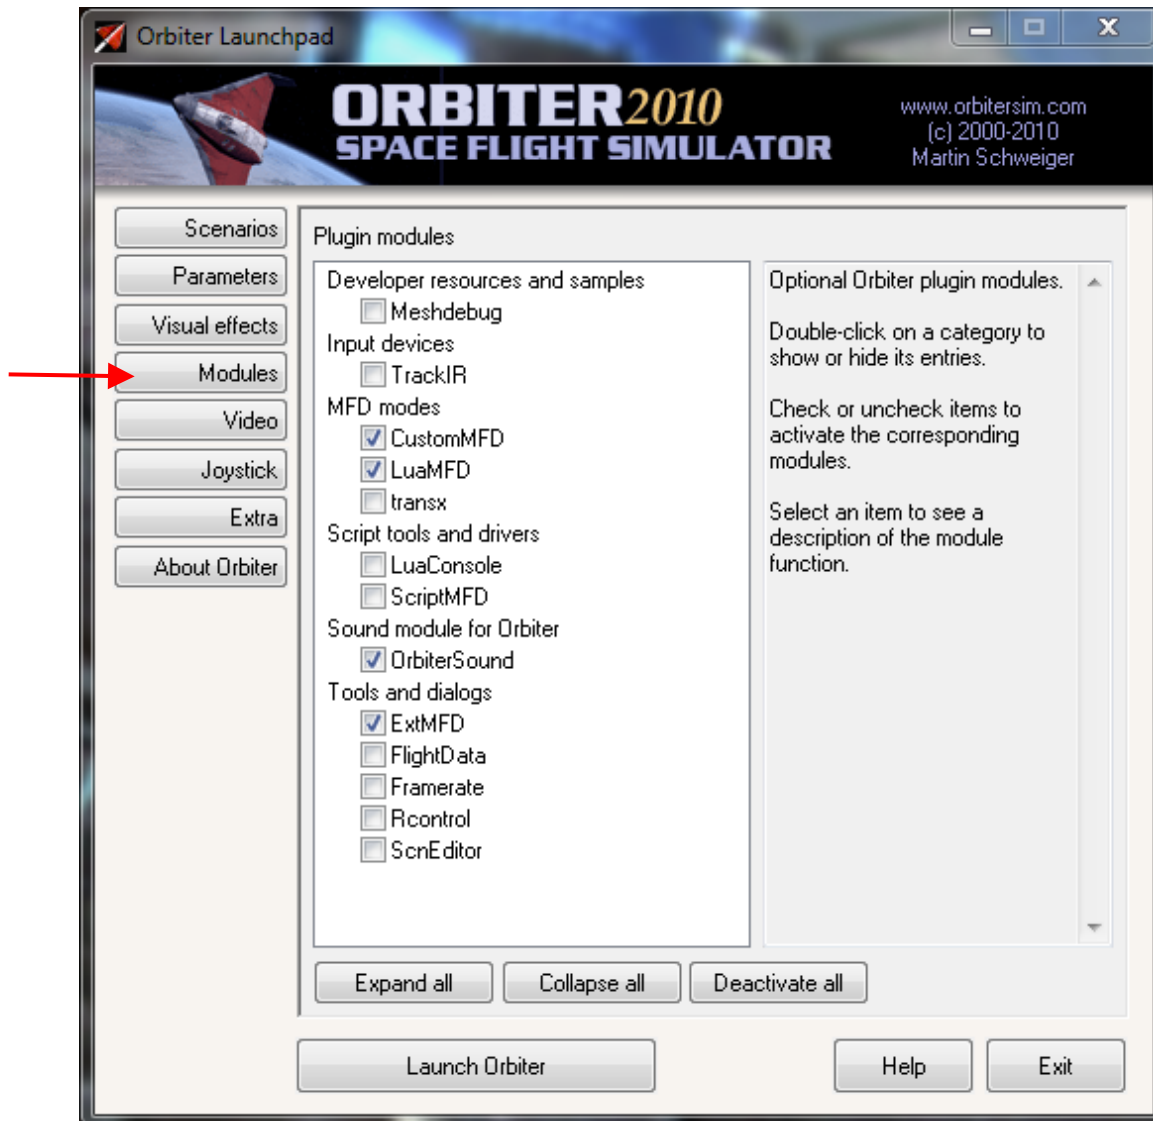 Orbiter Launchpad
ORBITER 2010
SPACE FLIGHT SIMULATOR
www.orbitersim.com
(c) 2000-2010
Martin Schweiger
Scenarios
Parameters
Visual effects
Modules
Video
Joystick
Extra
About Orbiter
Plugin modules
Developer resources and samples
Meshdebug
Input devices
TrackIR
MFD modes
CustomMFD
LuaMFD
transx
Script tools and drivers
LuaConsole
ScriptMFD
Sound module for Orbiter
OrbiterSound
Tools and dialogs
ExtMFD
FlightData
Framerate
Rcontrol
ScnEditor
Optional Orbiter plugin modules.
Double-click on a category to
show or hide its entries.
Check or uncheck items to
activate the corresponding
modules.
Select an item to see a
description of the module
function.
Expand all
Collapse all
Deactivate all
Launch Orbiter
Help
Exit